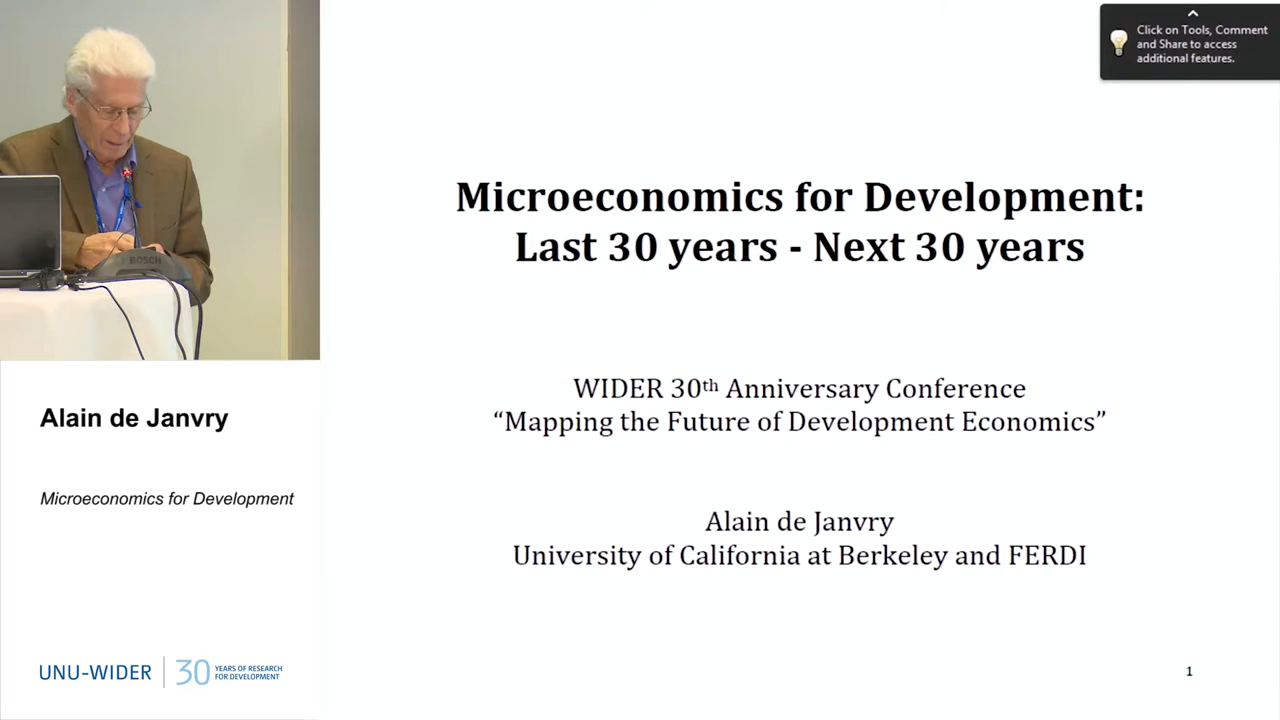 Click on Tools, Comment
and Share to access
additional features.
BOSCH
Microeconomics for Development:
Last 30 years - Next 30 years
WIDER 30th Anniversary Conference
“Mapping the Future of Development Economics”
Alain de Janvry
University of California at Berkeley and FERDI
1
Alain de Janvry
Microeconomics for Development
UNU-WIDER
30 YEARS OF RESEARCH
FOR DEVELOPMENT